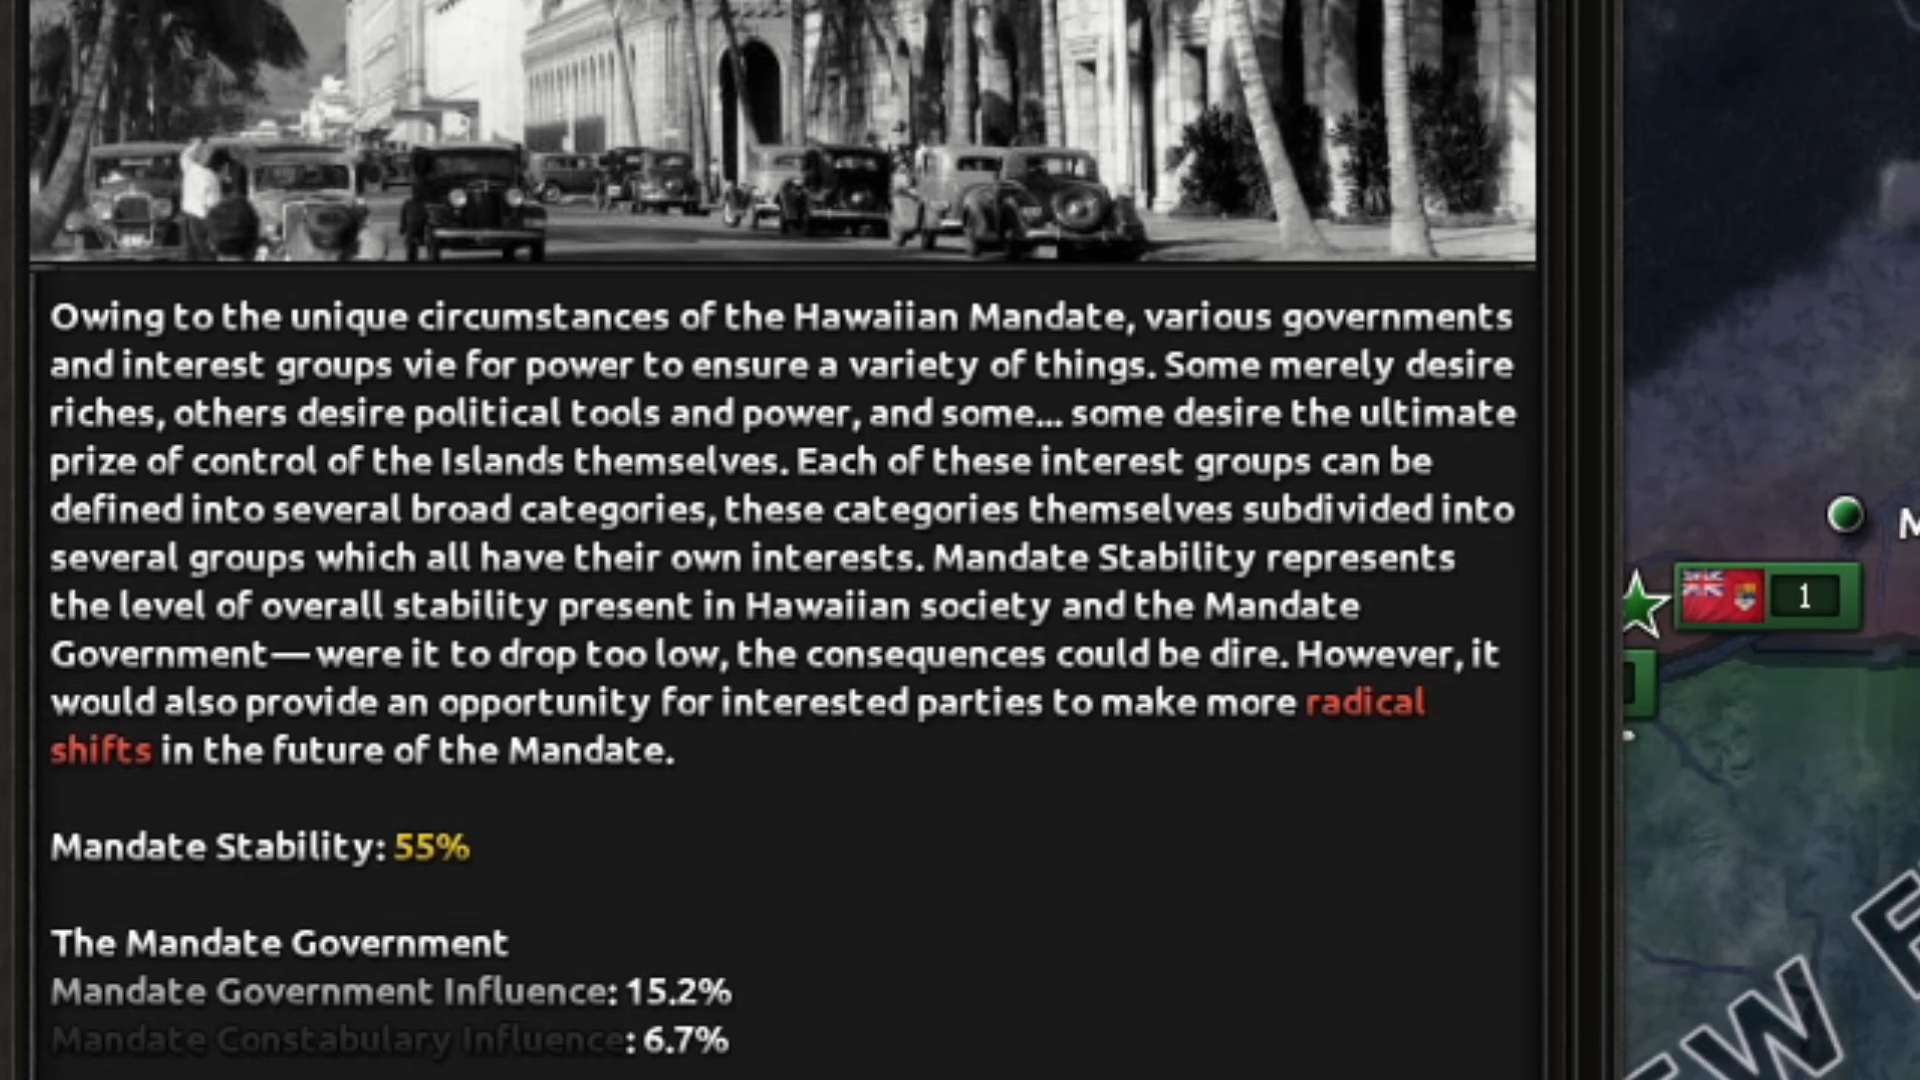 Owing to the unique circumstances of the Hawaiian Mandate, various governments
and interest groups vie for power to ensure a variety of things. Some merely desire
riches, others desire political tools and power, and some... some desire the ultimate
prize of control of the Islands themselves. Each of these interest groups can be
defined into several broad categories, these categories themselves subdivided into
several groups which all have their own interests. Mandate Stability represents
the level of overall stability present in Hawaiian society and the Mandate
Government—were it to drop too low, the consequences could be dire. However, it
would also provide an opportunity for interested parties to make more radical
shifts in the future of the Mandate.
Mandate Stability: 55%
The Mandate Government
Mandate Government Influence: 15.2%
Mandate Constabulary Influence: 6.7%
1
M
EW